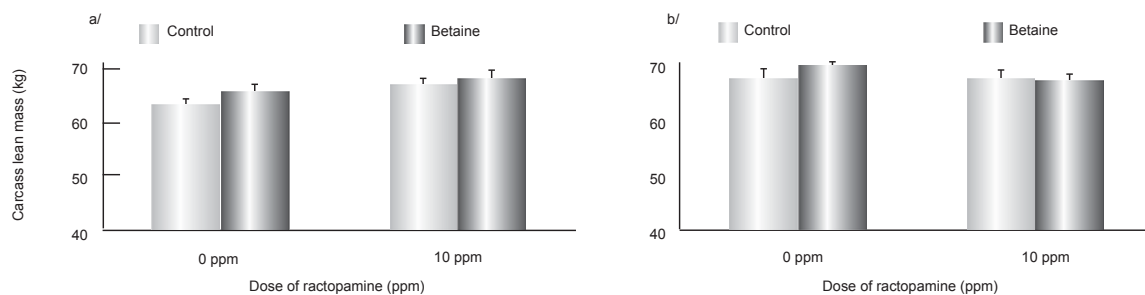 a/
Control
Betaine
Carcass lean mass (kg)
70
60
50
40
0 ppm
10 ppm
Dose of ractopamine (ppm)
b/
Control
Betaine
70
60
50
40
0 ppm
10 ppm
Dose of ractopamine (ppm)